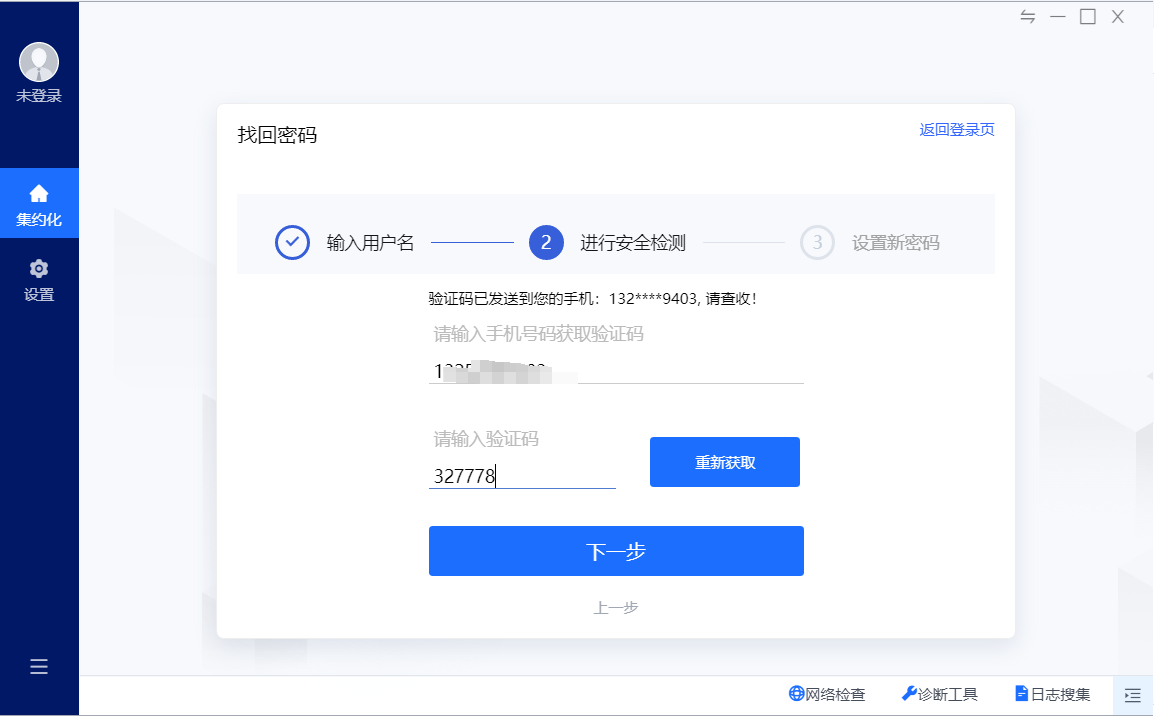 未登录
集约化
设置
找回密码
返回登录页
输入用户名
2
进行安全检测
3
设置新密码
验证码已发送到您的手机：132****9403, 请查收！
请输入手机号码获取验证码
请输入验证码
327778
重新获取
下一步
上一步
网络检查
诊断工具
日志搜集